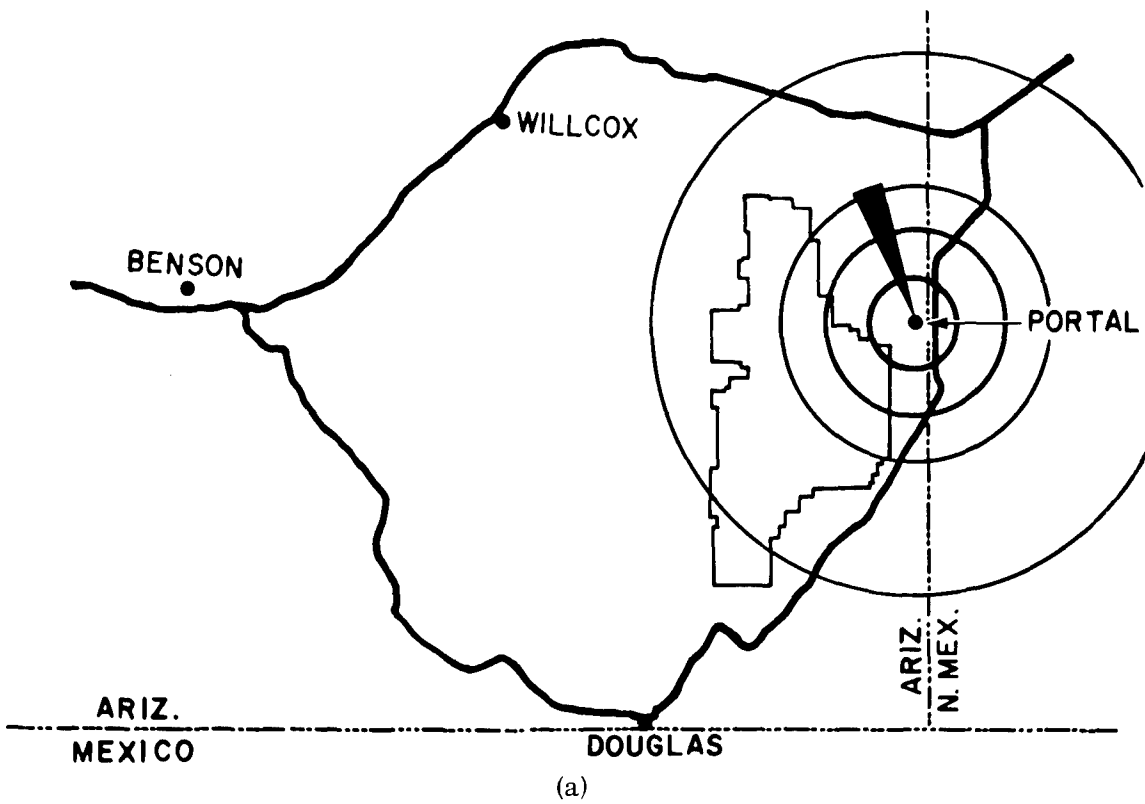 WILLCOX
BENSON
PORTAL
ARIZ.
N. MEX.
ARIZ.
MEXICO
DOUGLAS
(a)